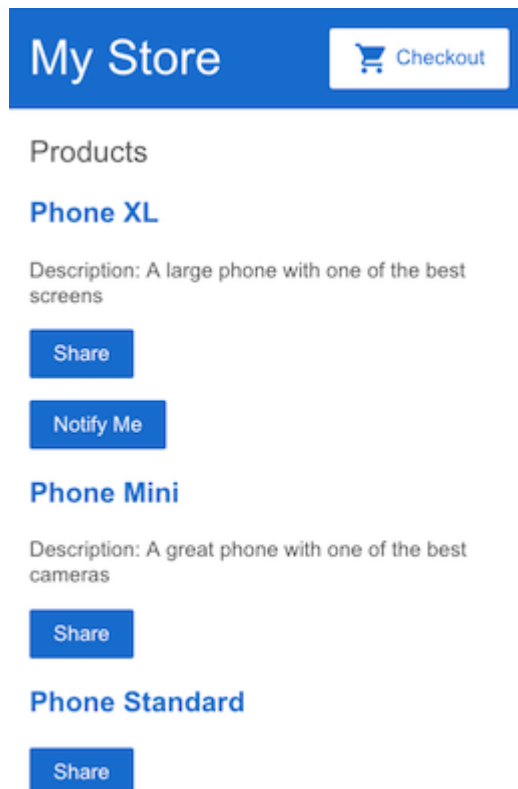 My Store
Checkout
Products
Phone XL
Description: A large phone with one of the best
screens
Share
Notify Me
Phone Mini
Description: A great phone with one of the best
cameras
Share
Phone Standard
Share